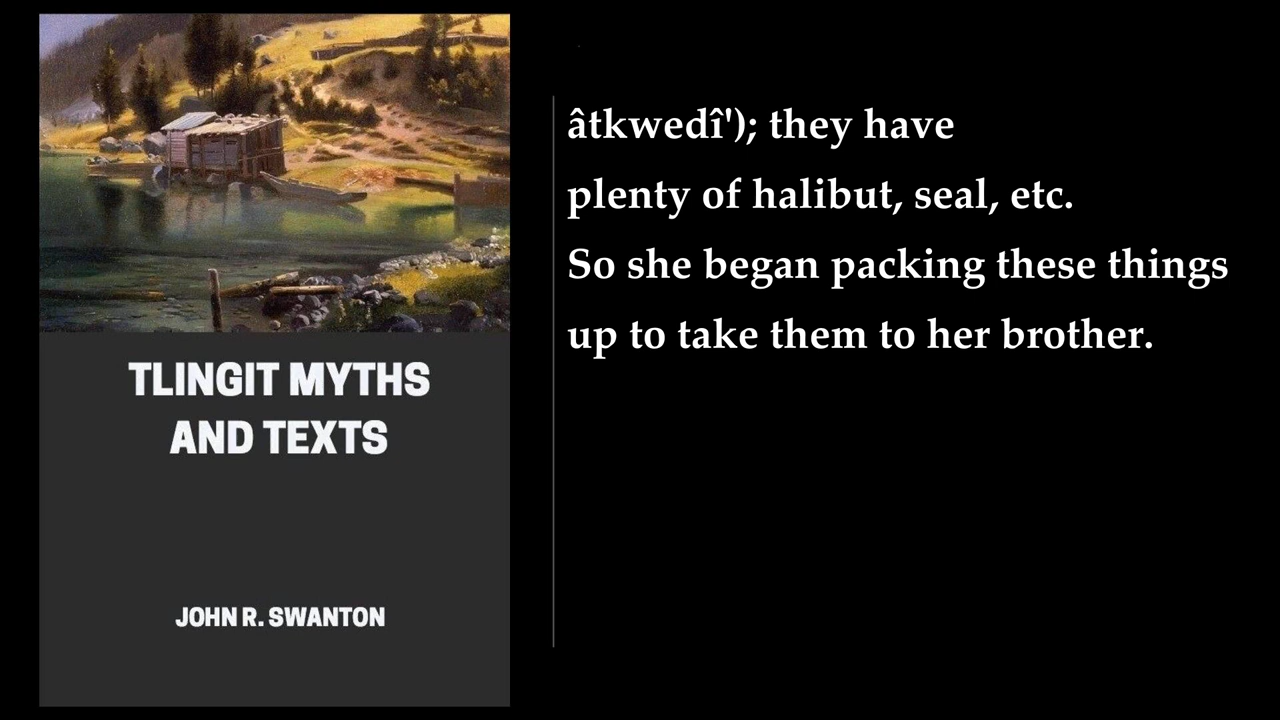 TLINGIT MYTHS
AND TEXTS
JOHN R. SWANTON
âtkwedî'); they have
plenty of halibut, seal, etc.
So she began packing these things
up to take them to her brother.